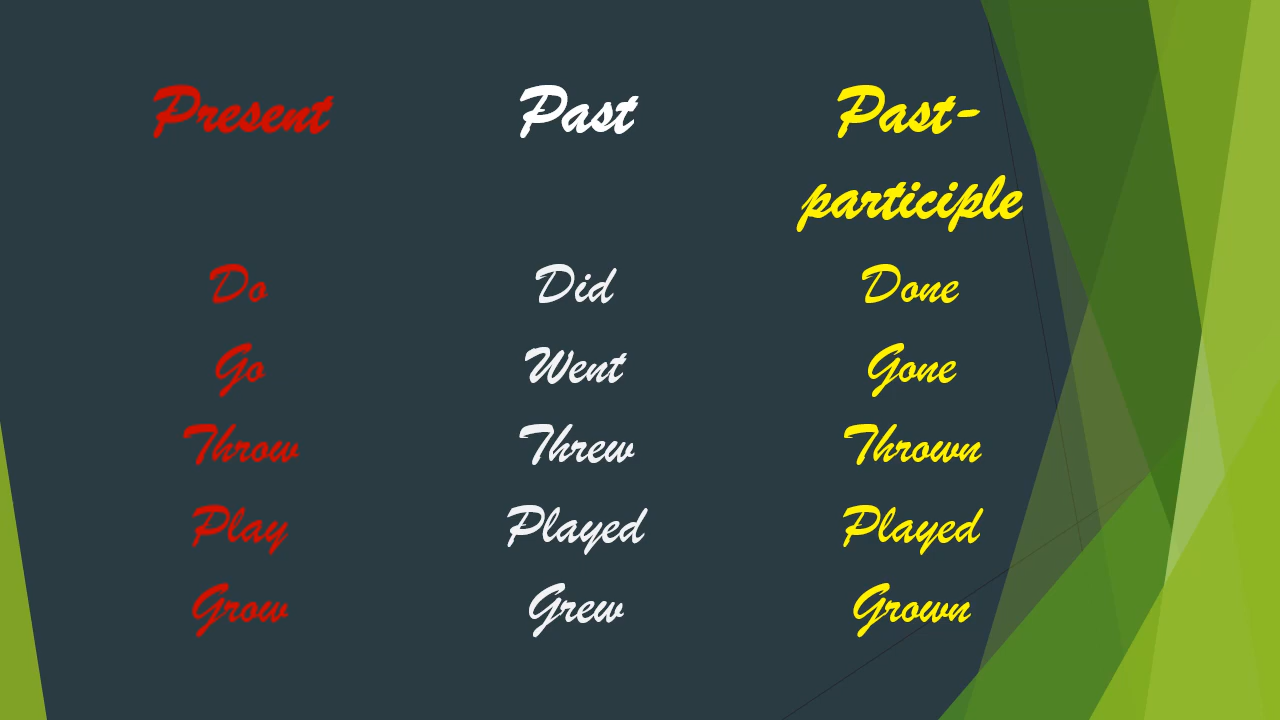 Present Past Past-
participle
Do Did Done
Go Went Gone
Throw Threw Thrown
Play Played Played
Grow Grew Grown